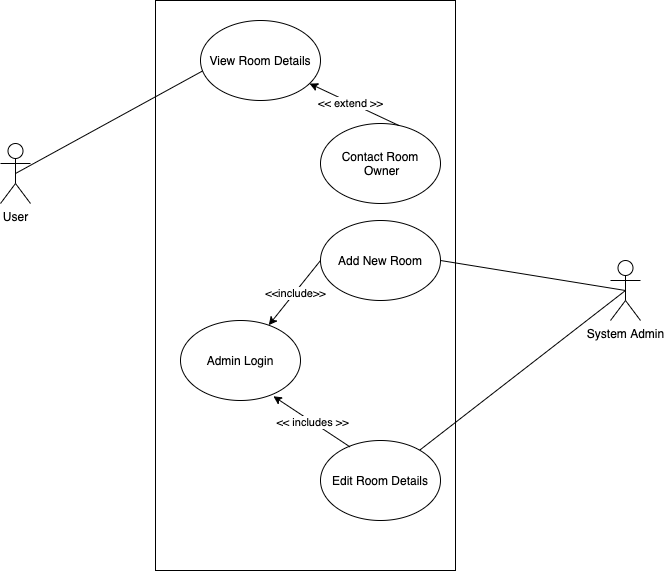 View Room Details
<< extend >>
Contact Room
Owner
User
Add New Room
<<include>>
System Admin
Admin Login
<< includes >>
Edit Room Details